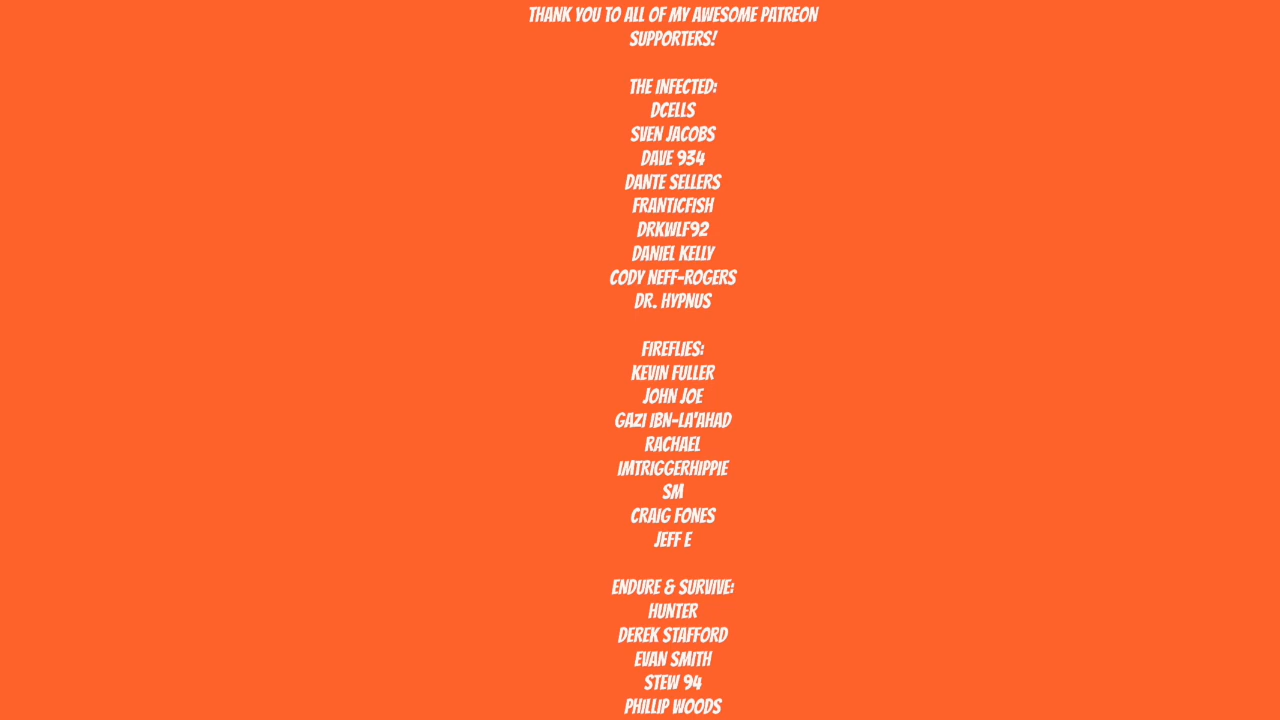 THANK YOU TO ALL OF MY AWESOME PATREON
SUPPORTERS!
THE INFECTED:
DCELLS
SVEN JACOBS
DAVE 934
DANTE SELLERS
FRANTICFISH
DRKWLF92
DANIEL KELLY
CODY NEFF-ROGERS
DR. HYPNUS
FIREFLIES:
KEVIN FULLER
JOHN JOE
GAZI IBN-LA'AHAD
RACHAEL
IMTRIGGERHIPPIE
SM
CRAIG FONES
JEFF E
ENDURE & SURVIVE:
HUNTER
DEREK STAFFORD
EVAN SMITH
STEW 94
PHILLIP WOODS